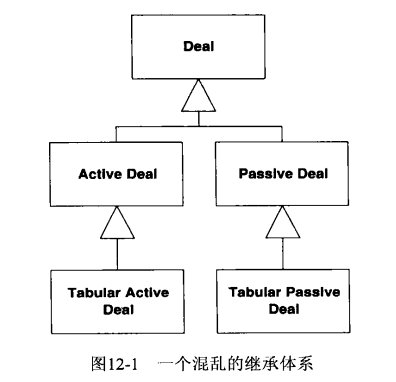 Deal
Active Deal
Passive Deal
Tabular Active
Deal
Tabular Passive
Deal
图12-1 一个混乱的继承体系